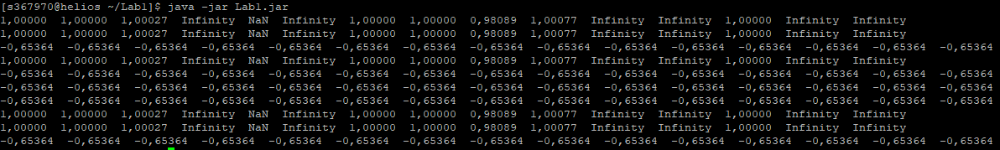 [s367970@helios ~/Lab1]$ java -jar Lab1.jar
1,00000  1,00000  1,00027  Infinity  NaN  Infinity  1,00000  1,00000  0,98089  1,00077  Infinity  Infinity  1,00000  Infinity  Infinity
1,00000  1,00000  1,00027  Infinity  NaN  Infinity  1,00000  1,00000  0,98089  1,00077  Infinity  Infinity  1,00000  Infinity  Infinity
-0,65364  -0,65364  -0,65364  -0,65364  -0,65364  -0,65364  -0,65364  -0,65364  -0,65364  -0,65364  -0,65364  -0,65364  -0,65364  -0,65364  -0,65364
1,00000  1,00000  1,00027  Infinity  NaN  Infinity  1,00000  1,00000  0,98089  1,00077  Infinity  Infinity  1,00000  Infinity  Infinity
-0,65364  -0,65364  -0,65364  -0,65364  -0,65364  -0,65364  -0,65364  -0,65364  -0,65364  -0,65364  -0,65364  -0,65364  -0,65364  -0,65364  -0,65364
-0,65364  -0,65364  -0,65364  -0,65364  -0,65364  -0,65364  -0,65364  -0,65364  -0,65364  -0,65364  -0,65364  -0,65364  -0,65364  -0,65364  -0,65364
-0,65364  -0,65364  -0,65364  -0,65364  -0,65364  -0,65364  -0,65364  -0,65364  -0,65364  -0,65364  -0,65364  -0,65364  -0,65364  -0,65364  -0,65364
1,00000  1,00000  1,00027  Infinity  NaN  Infinity  1,00000  1,00000  0,98089  1,00077  Infinity  Infinity  1,00000  Infinity  Infinity
1,00000  1,00000  1,00027  Infinity  NaN  Infinity  1,00000  1,00000  0,98089  1,00077  Infinity  Infinity  1,00000  Infinity  Infinity
-0,65364  -0,65364  -0,65364  -0,65364  -0,65364  -0,65364  -0,65364  -0,65364  -0,65364  -0,65364  -0,65364  -0,65364  -0,65364  -0,65364  -0,65364